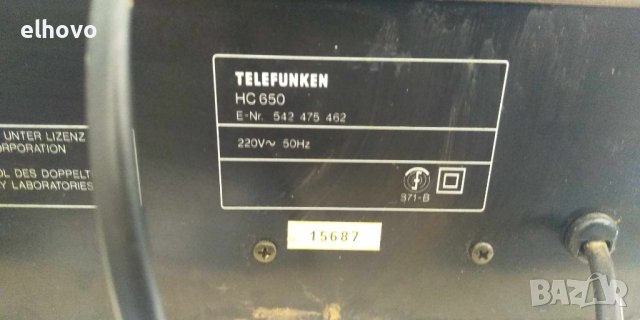 elhovo
TELEFUNKEN
HC 650
E-Nr. 542 475 462
220V~ 50Hz
371-B
UNTER LIZENZ
ORPORATION
OL DES DOPPELT
Y LABORATORIES
15687
BAZAR